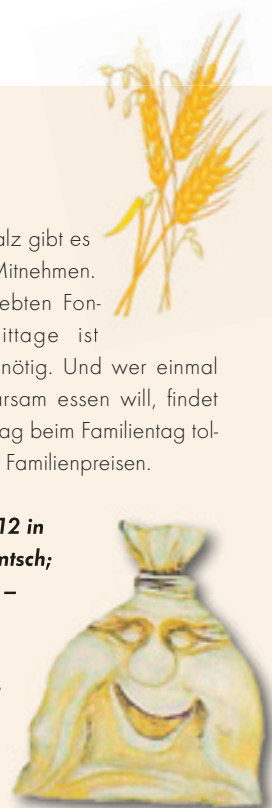 alz gibt es
Mitnehmen.
ebten Fon-
ittage ist
nötig. Und wer einmal
arsam essen will, findet
ag beim Familientag tol-
Familienpreisen.
12 in
ntsch;
–